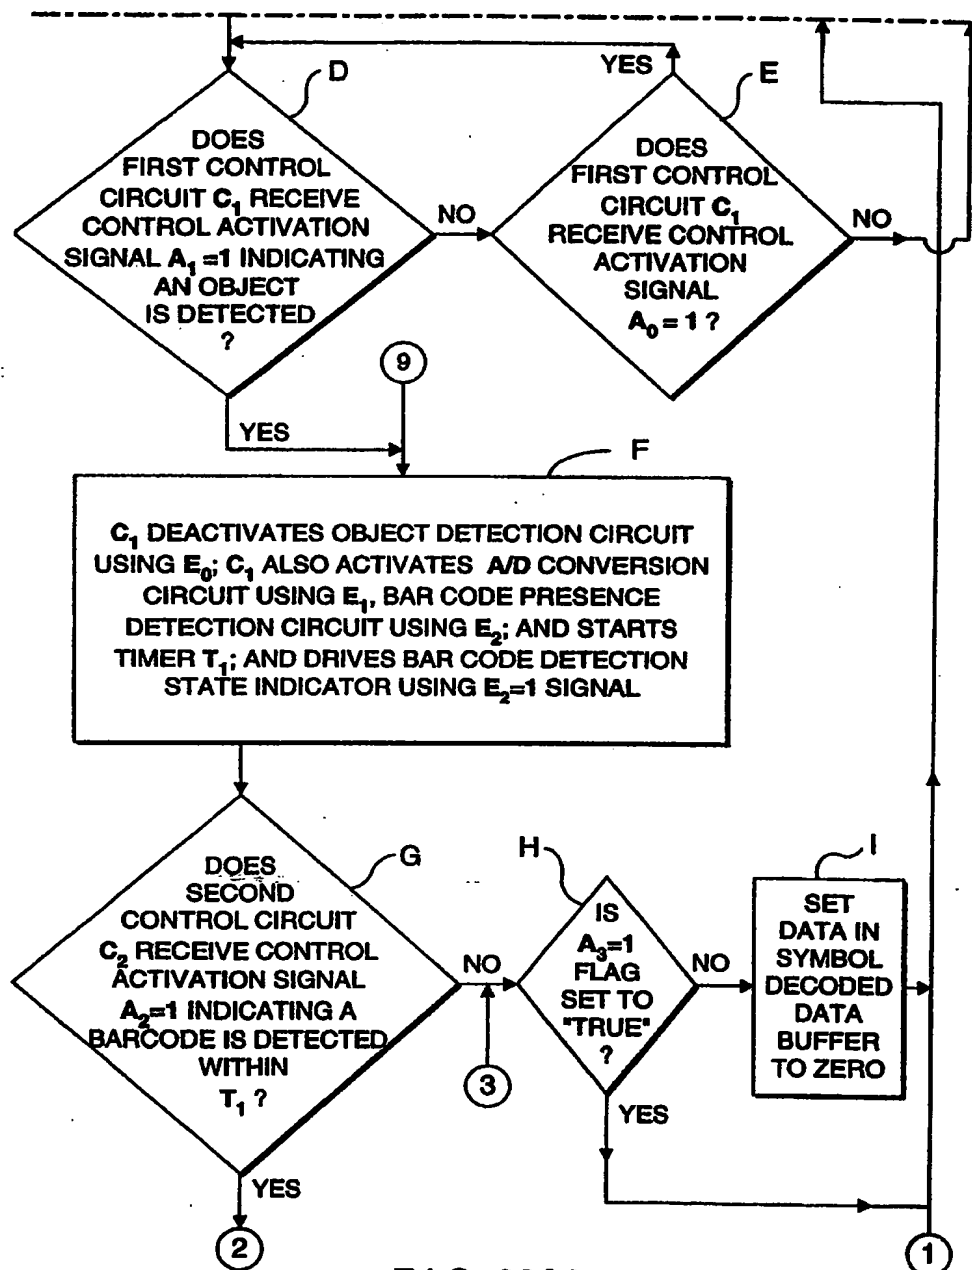 YES
D
E
DOES
FIRST CONTROL
CIRCUIT C₁ RECEIVE
CONTROL ACTIVATION
SIGNAL A₁ =1 INDICATING
AN OBJECT
IS DETECTED
?
NO
DOES
FIRST CONTROL
CIRCUIT C₁
RECEIVE CONTROL
ACTIVATION
SIGNAL
A₀ = 1 ?
NO
9
YES
F
C₁ DEACTIVATES OBJECT DETECTION CIRCUIT
USING E₀; C₁ ALSO ACTIVATES A/D CONVERSION
CIRCUIT USING E₁, BAR CODE PRESENCE
DETECTION CIRCUIT USING E₂; AND STARTS
TIMER T₁; AND DRIVES BAR CODE DETECTION
STATE INDICATOR USING E₂=1 SIGNAL
G
DOES
SECOND
CONTROL CIRCUIT
C₂ RECEIVE CONTROL
ACTIVATION SIGNAL
A₂=1 INDICATING A
BARCODE IS DETECTED
WITHIN
T₁ ?
NO
3
H
IS
A₃=1
FLAG
SET TO
"TRUE"
?
NO
I
SET
DATA IN
SYMBOL
DECODED
DATA
BUFFER
TO ZERO
YES
YES
2
1